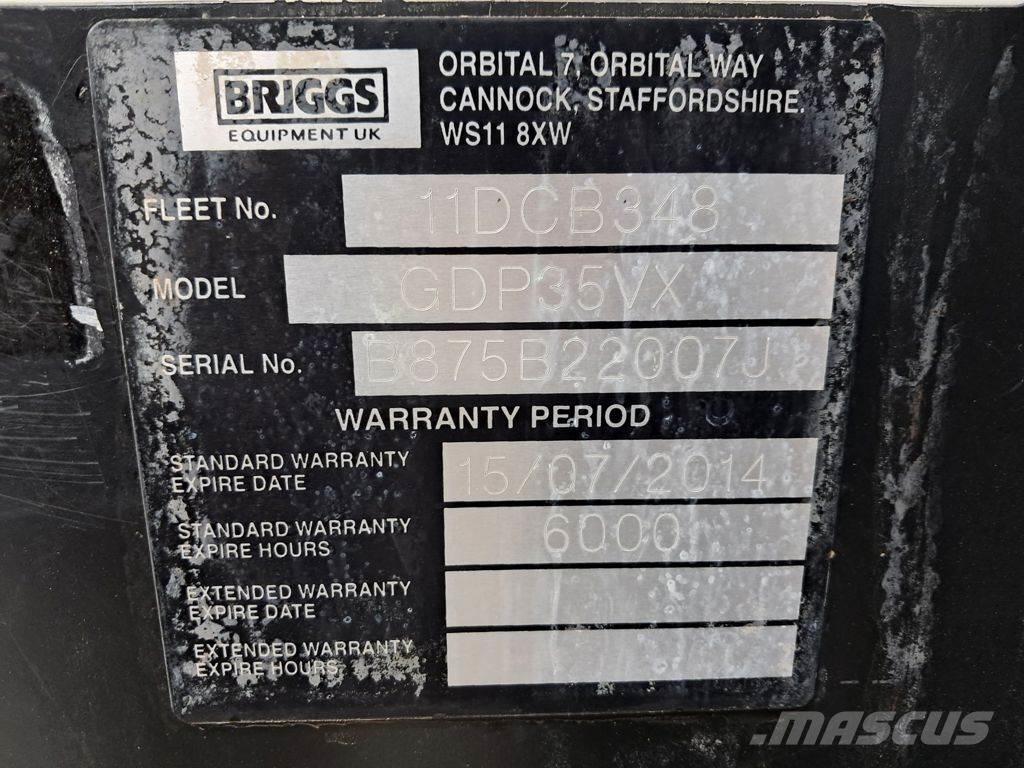 BRIGGS
EQUIPMENT UK
ORBITAL 7, ORBITAL WAY
CANNOCK, STAFFORDSHIRE.
WS11 8XW
FLEET No. 11DCB348
MODEL GDP35VX
SERIAL No. B875B22007J
WARRANTY PERIOD
STANDARD WARRANTY
EXPIRE DATE 15/07/2014
STANDARD WARRANTY
EXPIRE HOURS 6000
EXTENDED WARRANTY
EXPIRE DATE
EXTENDED WARRANTY
EXPIRE HOURS
MASCUS